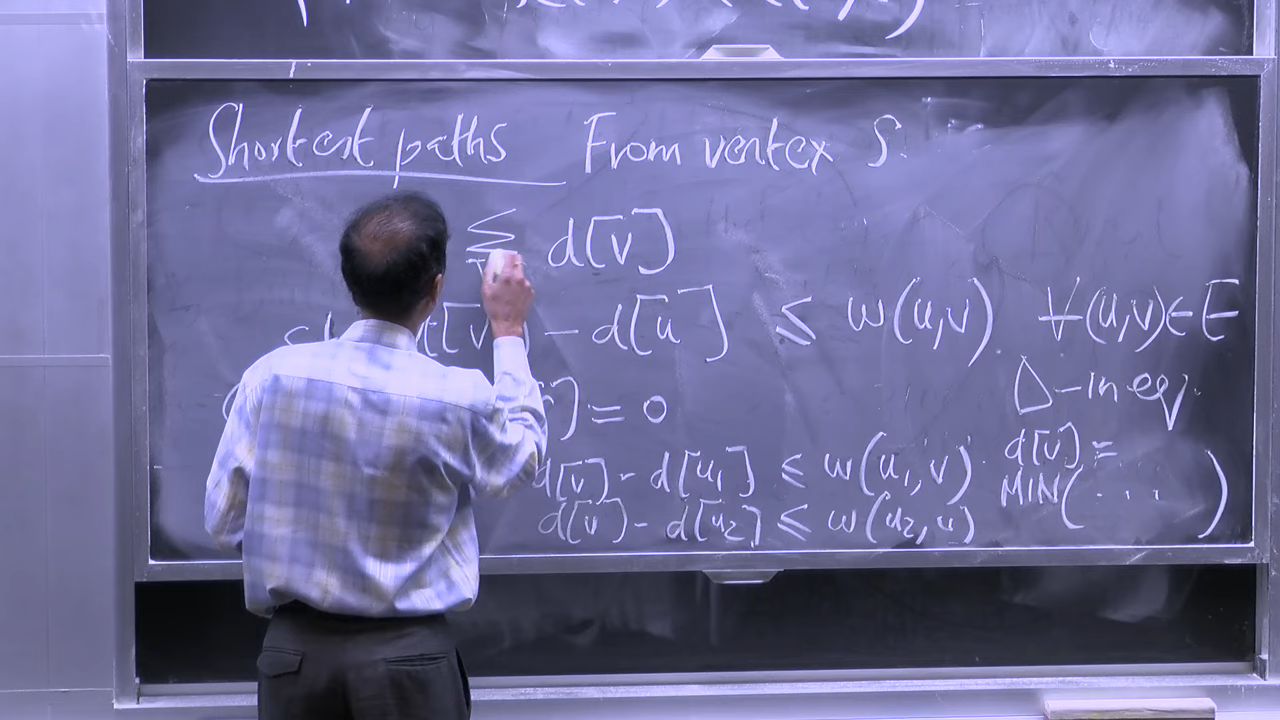 Shortest paths From vertex S.
Σ d[v]
[v] - d[u] ≤ w(u,v) ∀(u,v)∈E
Δ-ineq.
] = 0
d[v] - d[u₁] ≤ w(u₁,v)
d[v] - d[u₂] ≤ w(u₂,v)
d[v] =
MIN(...)